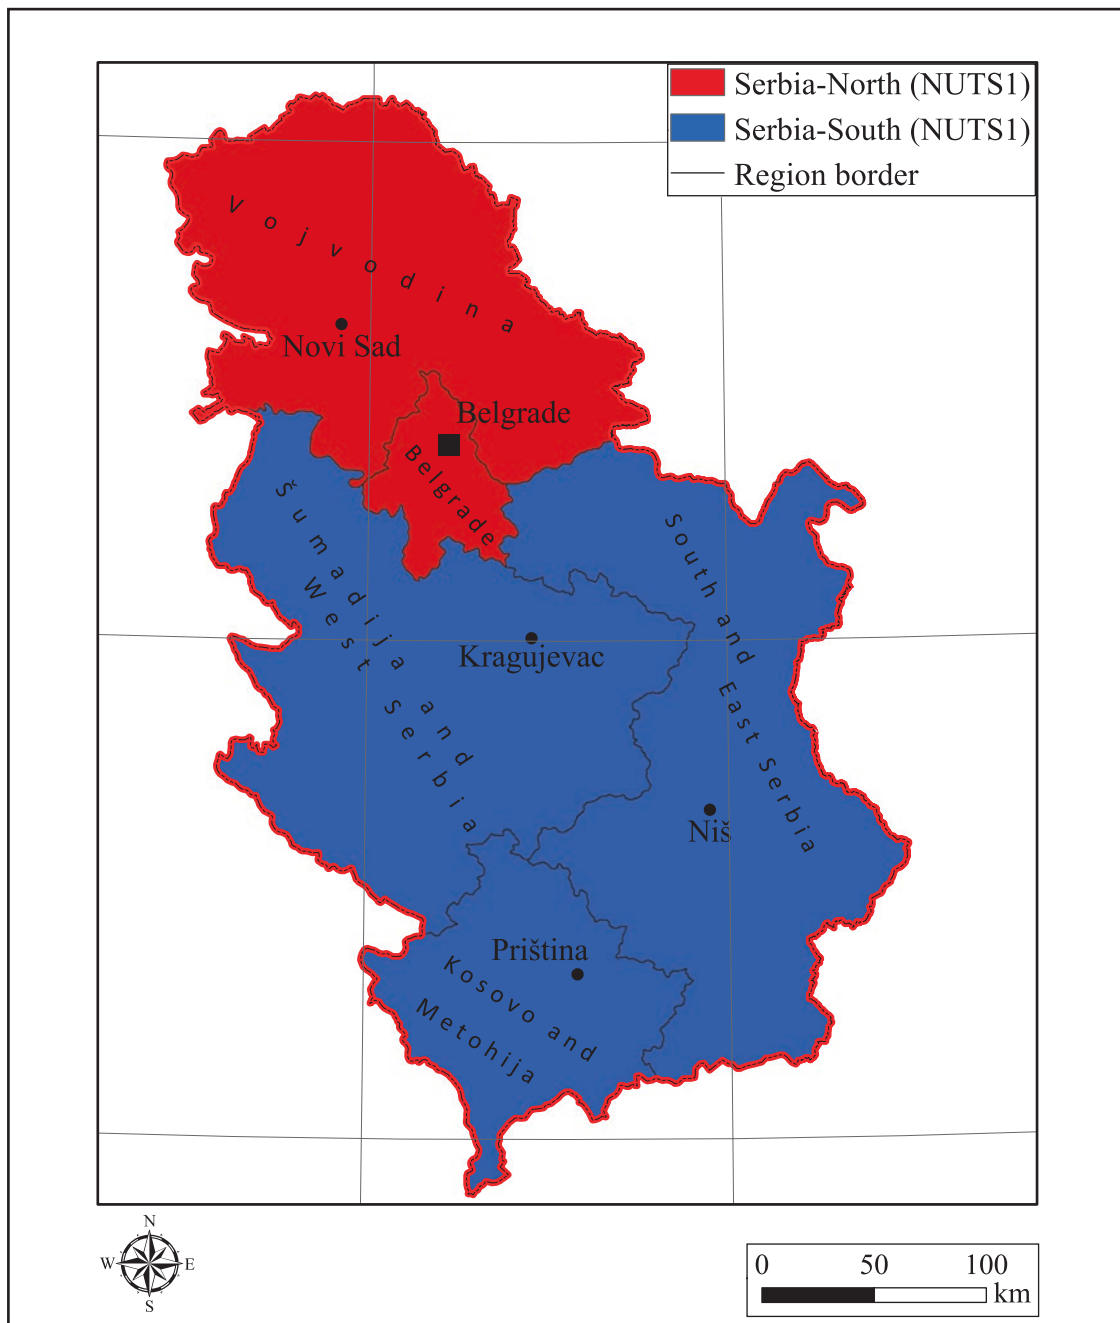 Serbia-North (NUTS1)
Serbia-South (NUTS1)
Region border
Vojvodina
Novi Sad
Belgrade
Belgrade
Šumadija and
West Serbia
South and East Serbia
Kragujevac
Niš
Priština
Kosovo and
Metohija
N
W E
S
0 50 100
km